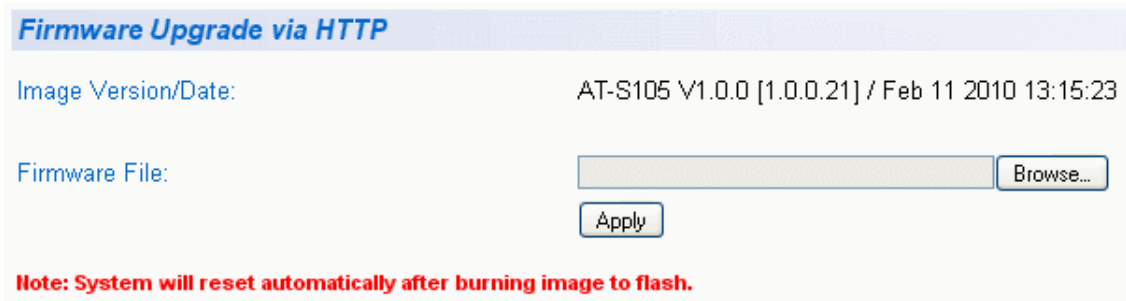 Firmware Upgrade via HTTP
Image Version/Date: AT-S105 V1.0.0 [1.0.0.21] / Feb 11 2010 13:15:23
Firmware File: Browse...
Apply
Note: System will reset automatically after burning image to flash.